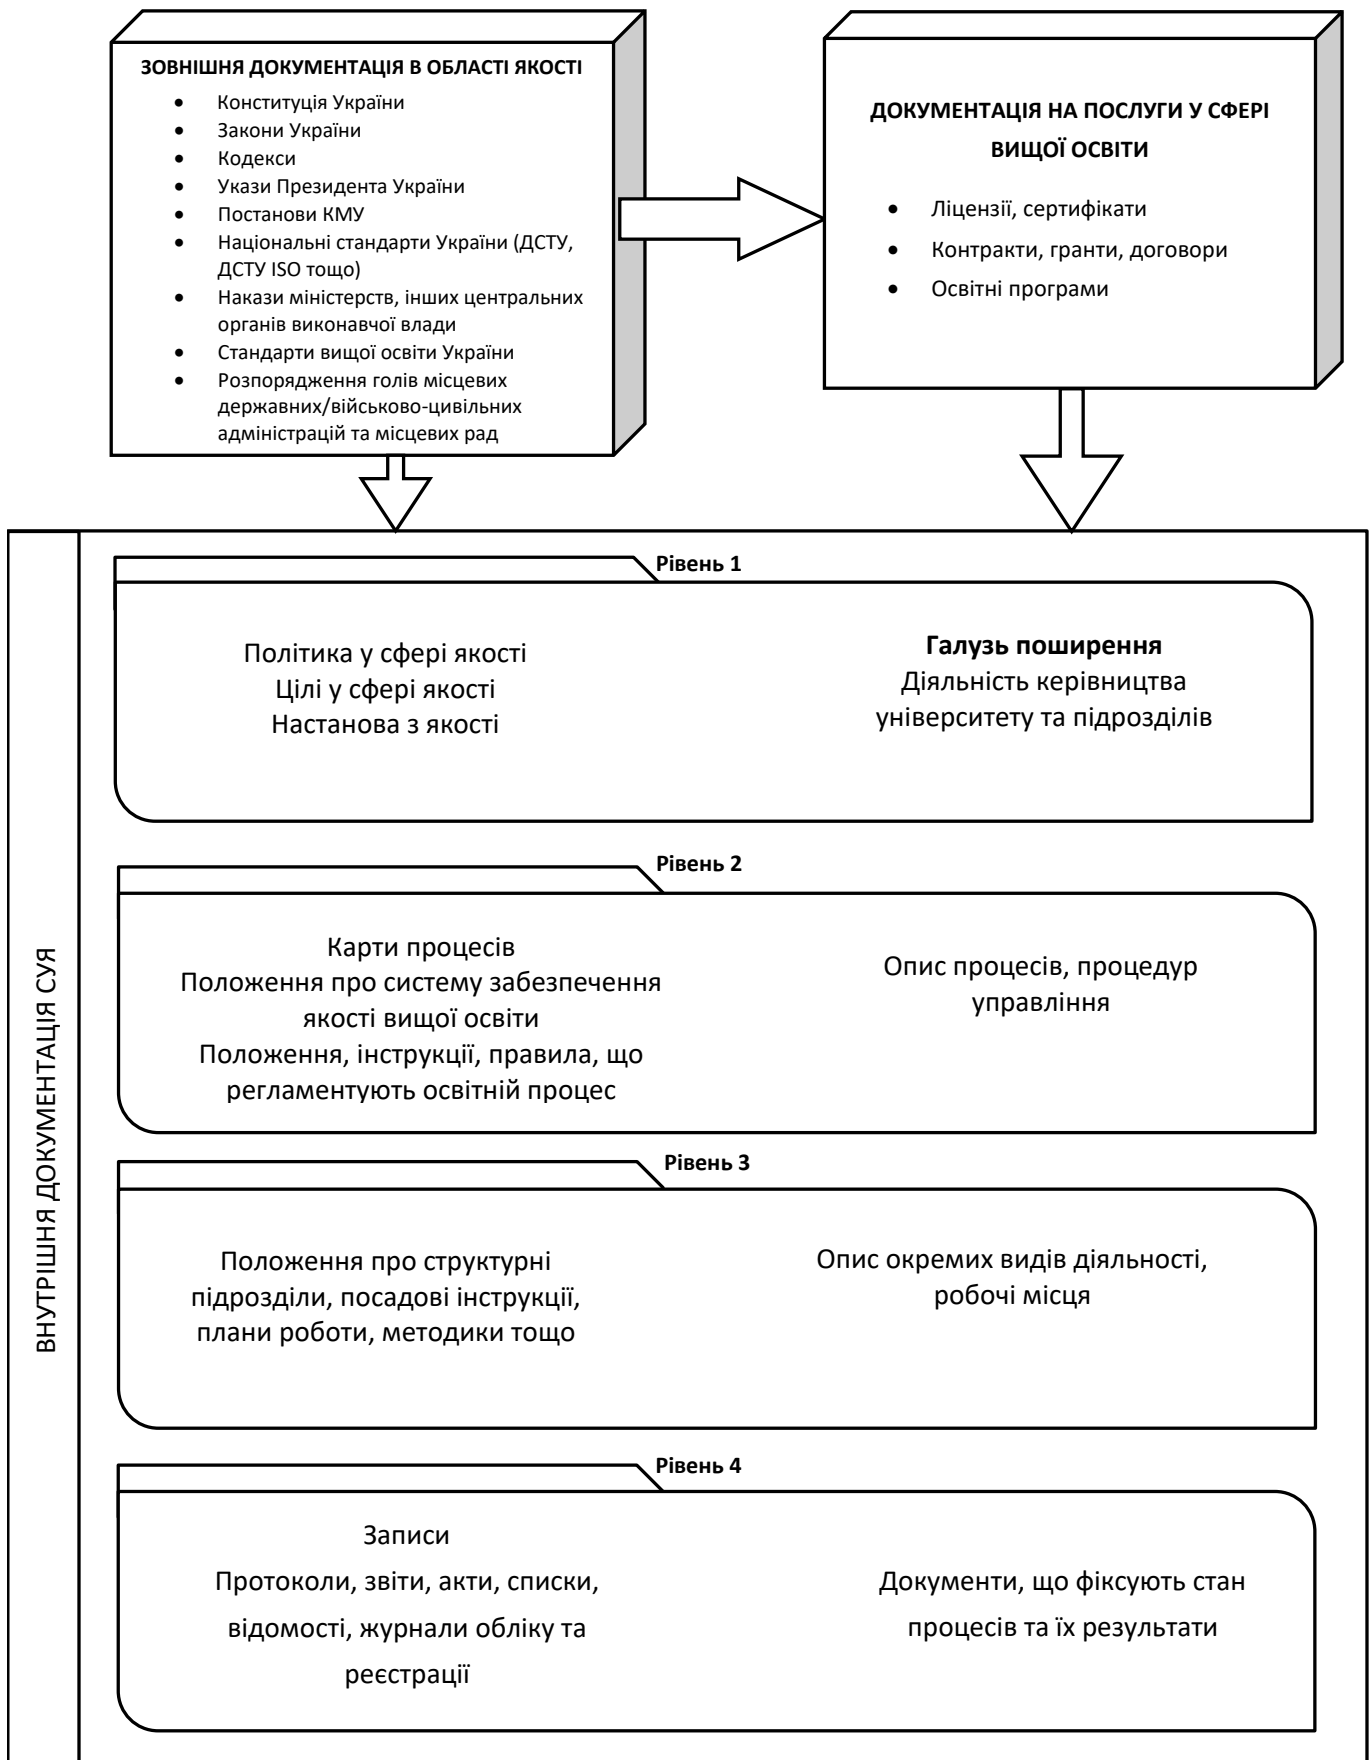 ЗОВНІШНЯ ДОКУМЕНТАЦІЯ В ОБЛАСТІ ЯКОСТІ
• Конституція України
• Закони України
• Кодекси
• Укази Президента України
• Постанови КМУ
• Національні стандарти України (ДСТУ,
ДСТУ ISO тощо)
• Накази міністерств, інших центральних
органів виконавчої влади
• Стандарти вищої освіти України
• Розпорядження голів місцевих
державних/військово-цивільних
адміністрацій та місцевих рад
ДОКУМЕНТАЦІЯ НА ПОСЛУГИ У СФЕРІ
ВИЩОЇ ОСВІТИ
• Ліцензії, сертифікати
• Контракти, гранти, договори
• Освітні програми
ВНУТРІШНЯ ДОКУМЕНТАЦІЯ СУЯ
Рівень 1
Політика у сфері якості
Цілі у сфері якості
Настанова з якості
Галузь поширення
Діяльність керівництва
університету та підрозділів
Рівень 2
Карти процесів
Положення про систему забезпечення
якості вищої освіти
Положення, інструкції, правила, що
регламентують освітній процес
Опис процесів, процедур
управління
Рівень 3
Положення про структурні
підрозділи, посадові інструкції,
плани роботи, методики тощо
Опис окремих видів діяльності,
робочі місця
Рівень 4
Записи
Протоколи, звіти, акти, списки,
відомості, журнали обліку та
реєстрації
Документи, що фіксують стан
процесів та їх результати